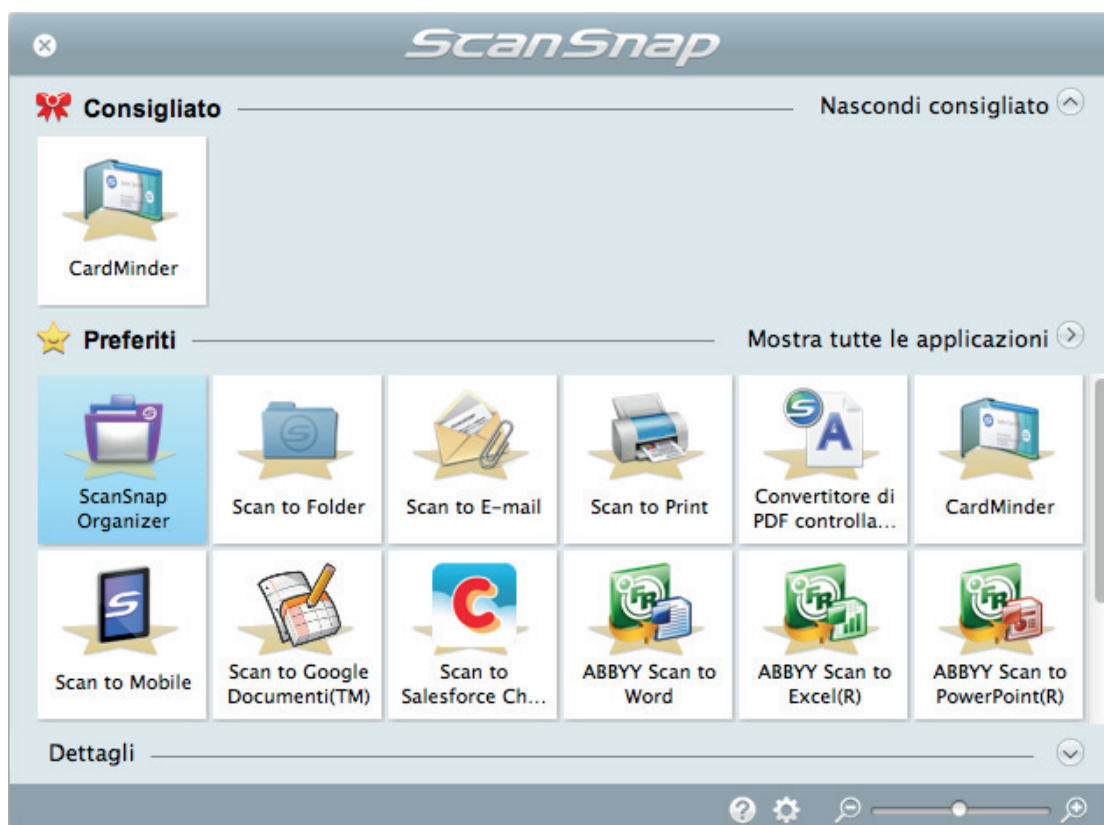 ScanSnap
Consigliato
Nascondi consigliato
CardMinder
Preferiti
Mostra tutte le applicazioni
ScanSnap
Organizer
Scan to Folder
Scan to E-mail
Scan to Print
Convertitore di
PDF controlla...
CardMinder
Scan to Mobile
Scan to Google
Documenti(TM)
Scan to
Salesforce Ch...
ABBYY Scan to
Word
ABBYY Scan to
Excel(R)
ABBYY Scan to
PowerPoint(R)
Dettagli